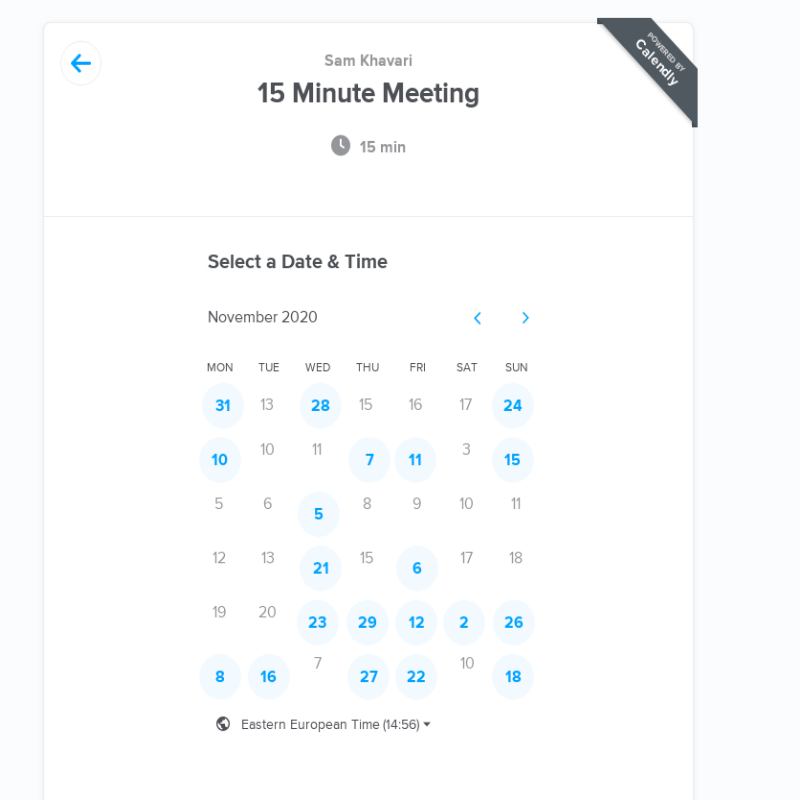 POWERED BY
Calendly
Sam Khavari
15 Minute Meeting
15 min
Select a Date & Time
November 2020
MON TUE WED THU FRI SAT SUN
31 13 28 15 16 17 24
10 10 11 7 11 3 15
5 6 5 8 9 10 11
12 13 21 15 6 17 18
19 20 23 29 12 2 26
8 16 7 27 22 10 18
Eastern European Time (14:56)